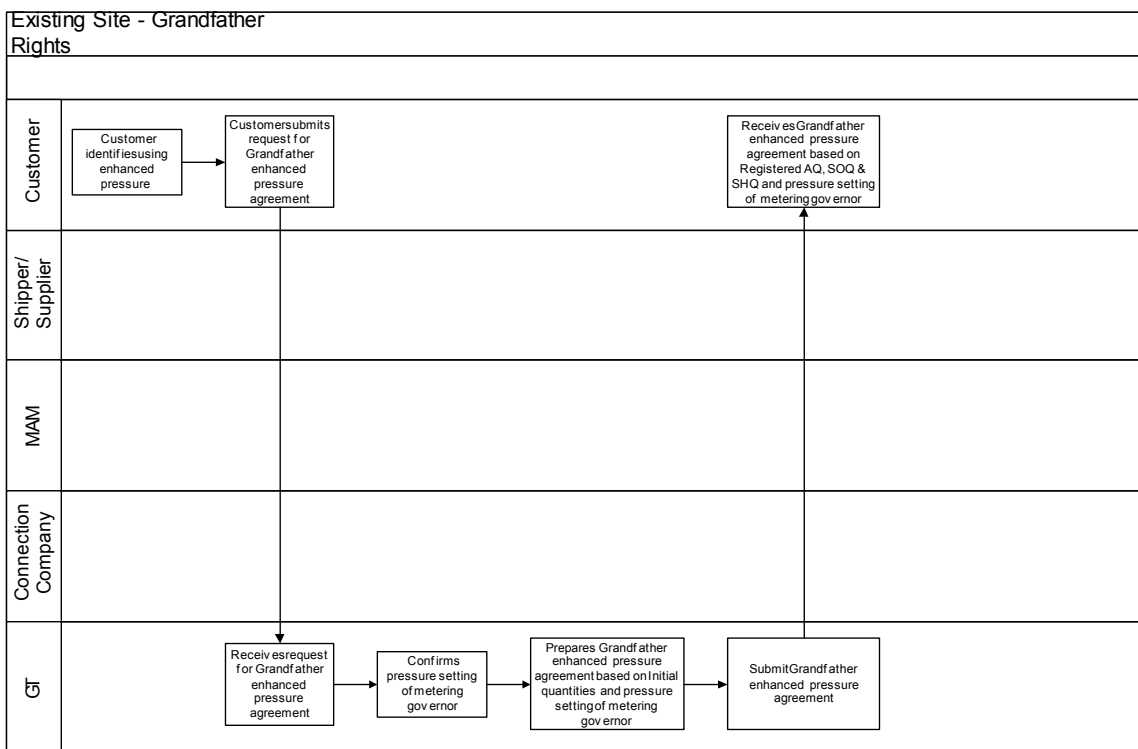 Existing Site - Grandfather
Rights
Customer
Customer
identifiesusing
enhanced
pressure
Customersubmits
request for
Grandfather
enhanced
pressure
agreement
ReceivesGrandfather
enhanced pressure
agreement based on
Registered AQ, SOQ &
SHQ and pressure setting
of meteringgovernor
Shipper/
Supplier
MAM
Connection
Company
GT
Receivesrequest
for Grandfather
enhanced
pressure
agreement
Confirms
pressure setting
of metering
governor
Prepares Grandfather
enhanced pressure
agreement based on Initial
quantities and pressure
setting of metering
governor
SubmitGrandfather
enhanced pressure
agreement